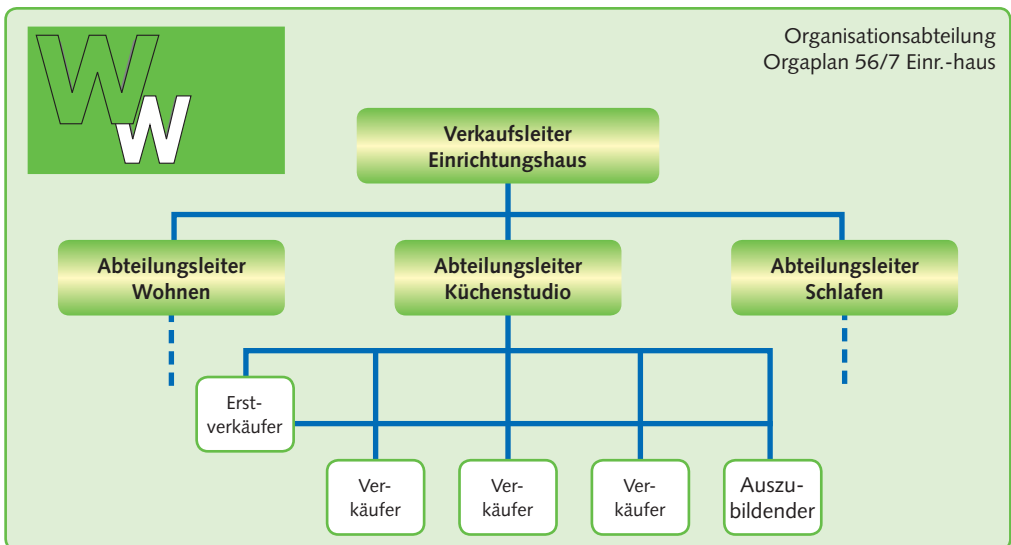 W
W
Organisationsabteilung
Orgaplan 56/7 Einr.-haus
Verkaufsleiter
Einrichtungshaus
Abteilungsleiter
Wohnen
Abteilungsleiter
Küchenstudio
Abteilungsleiter
Schlafen
Erst-
verkäufer
Ver-
käufer
Ver-
käufer
Ver-
käufer
Auszu-
bildender